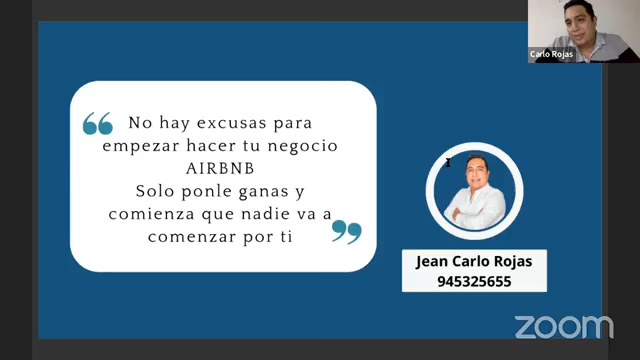 Carlo Rojas
No hay excusas para
empezar hacer tu negocio
AIRBNB
Solo ponle ganas y
comienza que nadie va a
comenzar por ti
Jean Carlo Rojas
945325655
zoom